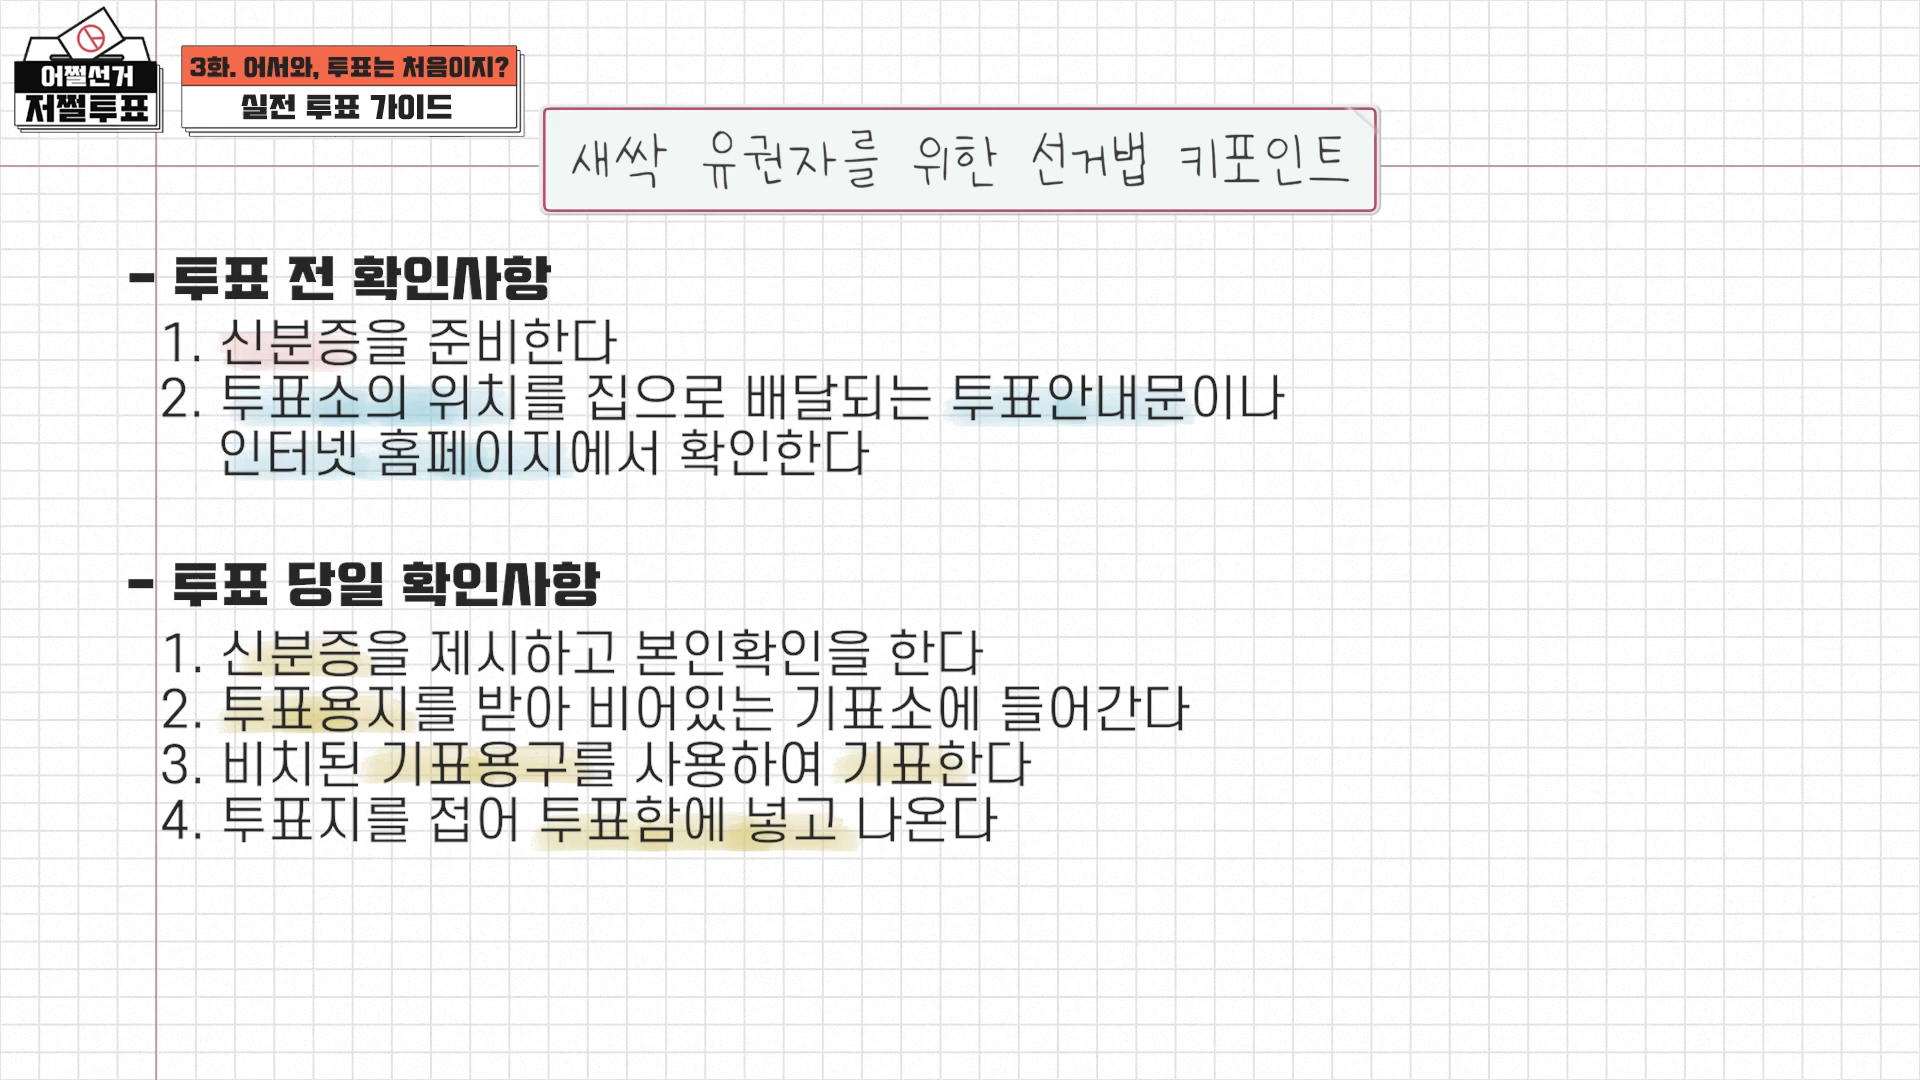 어쩔선거
저쩔투표
3화. 어서와, 투표는 처음이지?
실전 투표 가이드
새싹 유권자를 위한 선거법 키포인트
- 투표 전 확인사항
1. 신분증을 준비한다
2. 투표소의 위치를 집으로 배달되는 투표안내문이나
인터넷 홈페이지에서 확인한다
- 투표 당일 확인사항
1. 신분증을 제시하고 본인확인을 한다
2. 투표용지를 받아 비어있는 기표소에 들어간다
3. 비치된 기표용구를 사용하여 기표한다
4. 투표지를 접어 투표함에 넣고 나온다